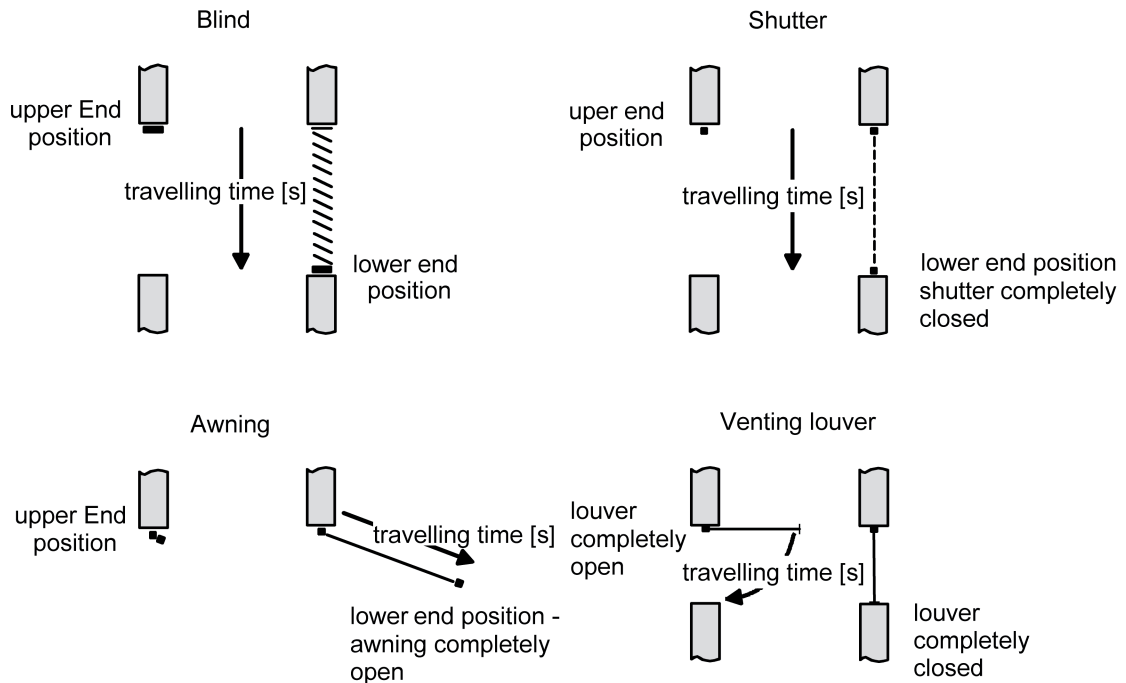 Blind
upper End
position
travelling time [s]
lower end
position
Shutter
uper end
position
travelling time [s]
lower end position
shutter completely
closed
Awning
upper End
position
travelling time [s]
lower end position -
awning completely
open
Venting louver
louver
completely
open
travelling time [s]
louver
completely
closed